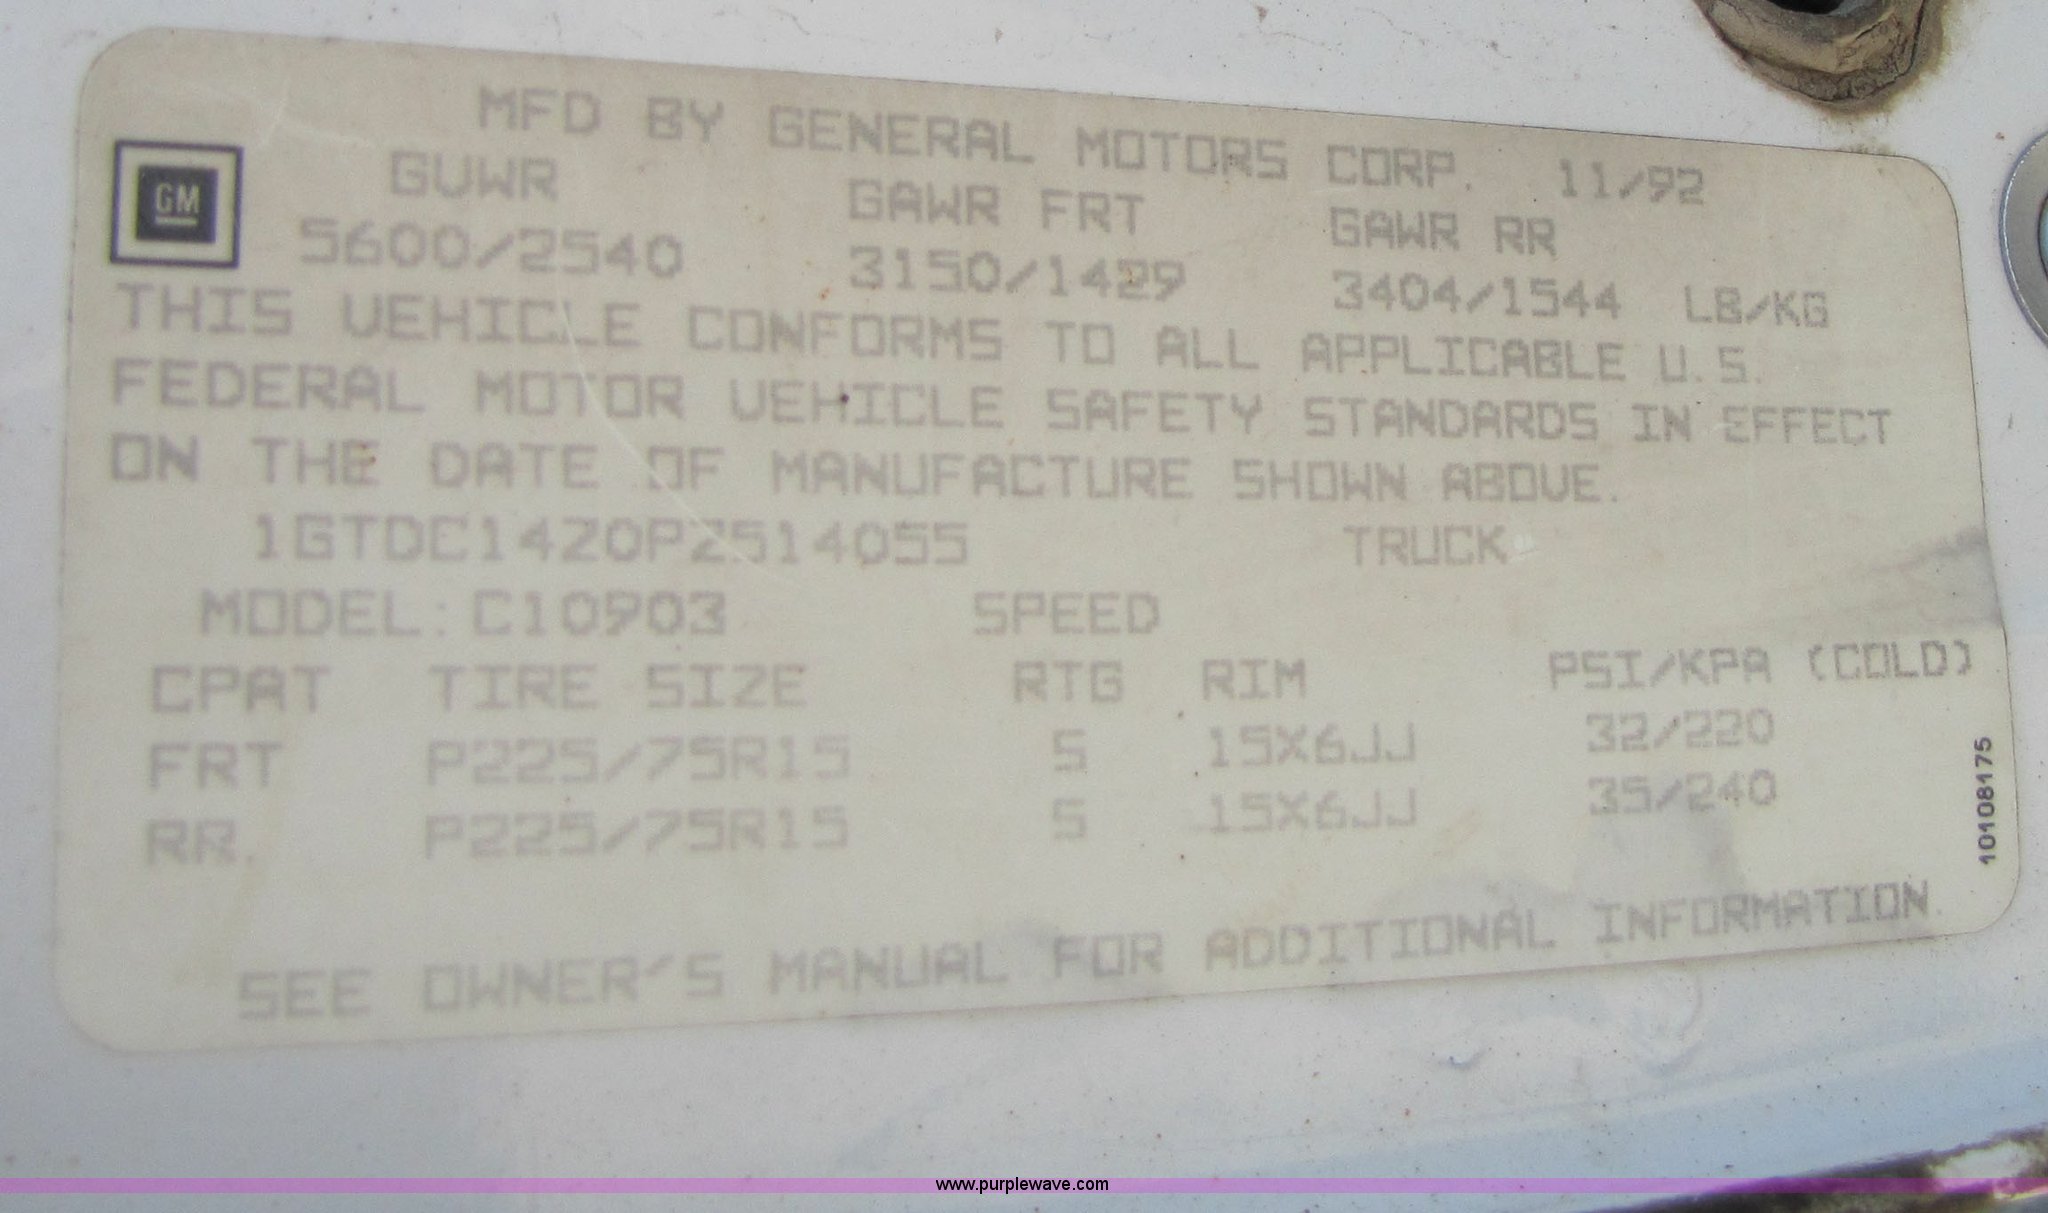 MFD BY GENERAL MOTORS CORP. 11/92
GM
GVWR GAWR FRT GAWR RR
5600/2540 3150/1429 3404/1544 LB/KG
THIS VEHICLE CONFORMS TO ALL APPLICABLE U.S.
FEDERAL MOTOR VEHICLE SAFETY STANDARDS IN EFFECT
ON THE DATE OF MANUFACTURE SHOWN ABOVE.
1GTDC14Z0PZ514055 TRUCK
MODEL: C10903 SPEED
CPAT TIRE SIZE RTG RIM PSI/KPA (COLD)
FRT P225/75R15 S 15X6JJ 32/220
RR. P225/75R15 S 15X6JJ 35/240
10108175
SEE OWNER'S MANUAL FOR ADDITIONAL INFORMATION.
www.purplewave.com